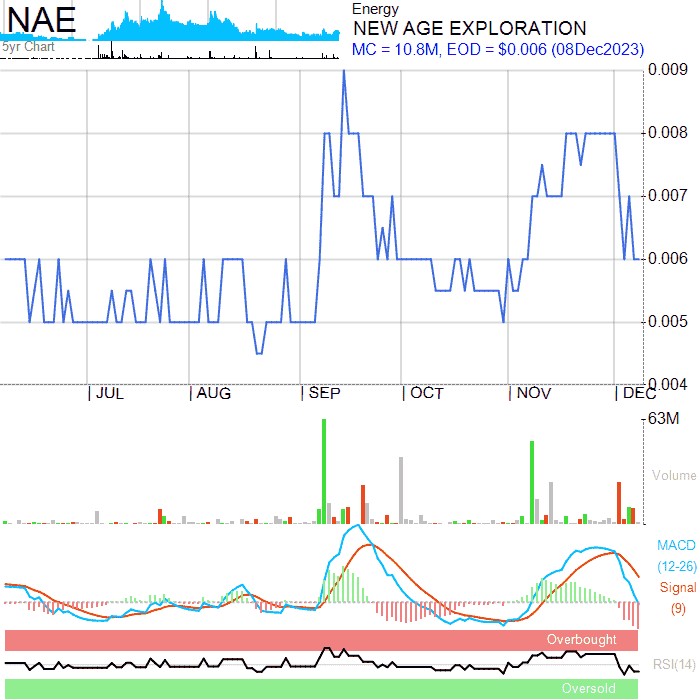 NAE
5yr Chart
Energy
NEW AGE EXPLORATION
MC = 10.8M, EOD = $0.006 (08Dec2023)
0.009
0.008
0.007
0.006
0.005
0.004
JUL AUG SEP OCT NOV DEC
63M
Volume
MACD
(12-26)
Signal
(9)
Overbought
RSI(14)
Oversold